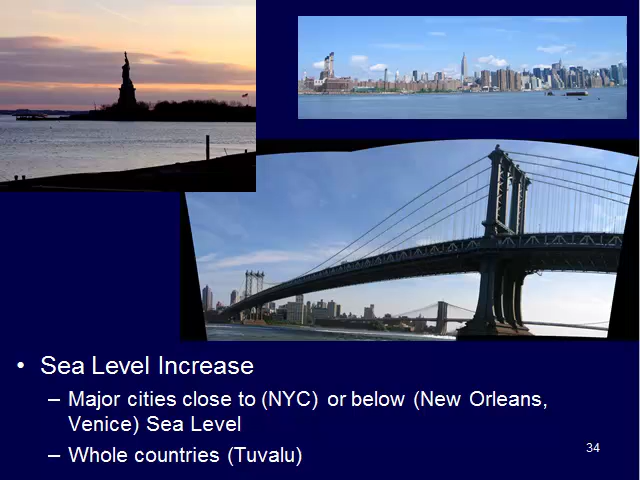 • Sea Level Increase
– Major cities close to (NYC) or below (New Orleans,
Venice) Sea Level
– Whole countries (Tuvalu)
34